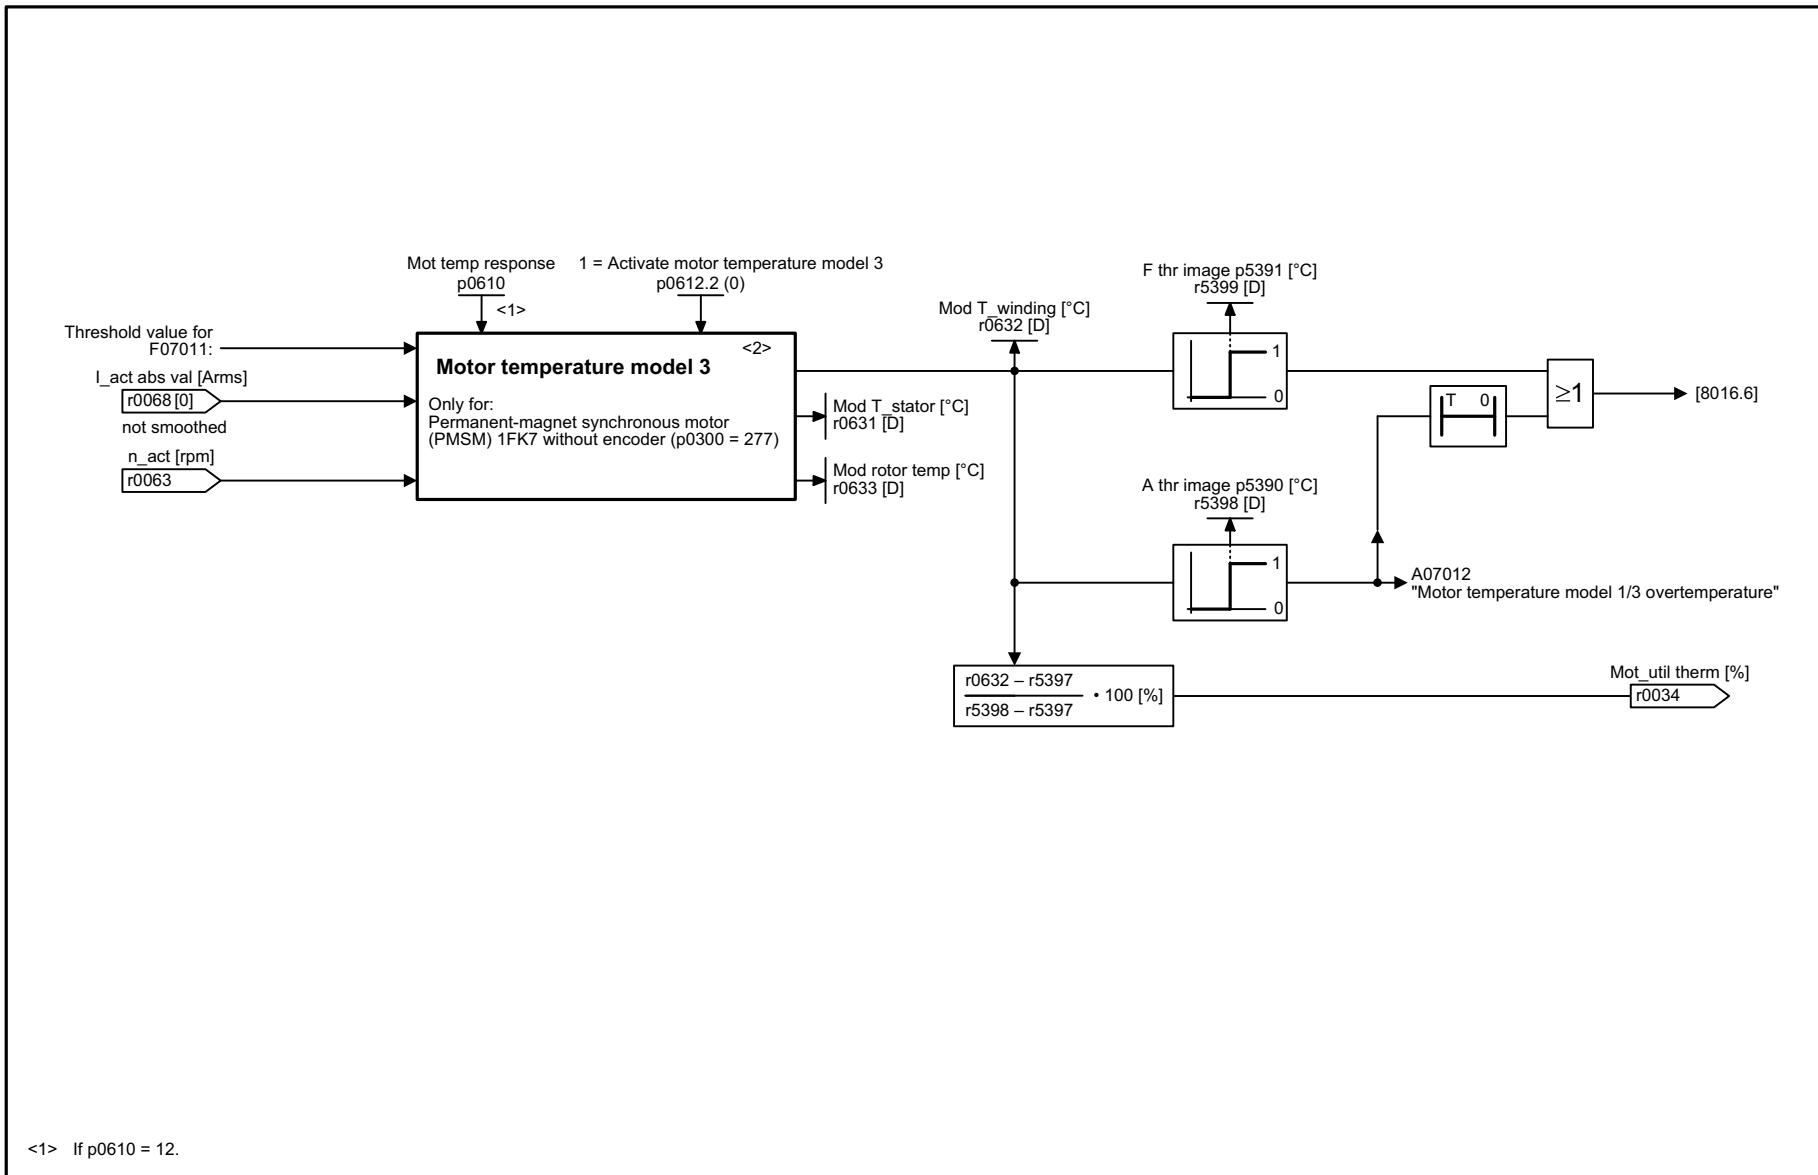 Mot temp response
p0610
<1>
1 = Activate motor temperature model 3
p0612.2 (0)
Threshold value for
F07011:
I_act abs val [Arms]
r0068 [0]
not smoothed
n_act [rpm]
r0063
<2>
Motor temperature model 3
Only for:
Permanent-magnet synchronous motor
(PMSM) 1FK7 without encoder (p0300 = 277)
Mod T_stator [°C]
r0631 [D]
Mod rotor temp [°C]
r0633 [D]
Mod T_winding [°C]
r0632 [D]
F thr image p5391 [°C]
r5399 [D]
1
0
A thr image p5390 [°C]
r5398 [D]
1
0
T 0
≥1
[8016.6]
A07012
"Motor temperature model 1/3 overtemperature"
r0632 – r5397
r5398 – r5397
• 100 [%]
Mot_util therm [%]
r0034
<1> If p0610 = 12.